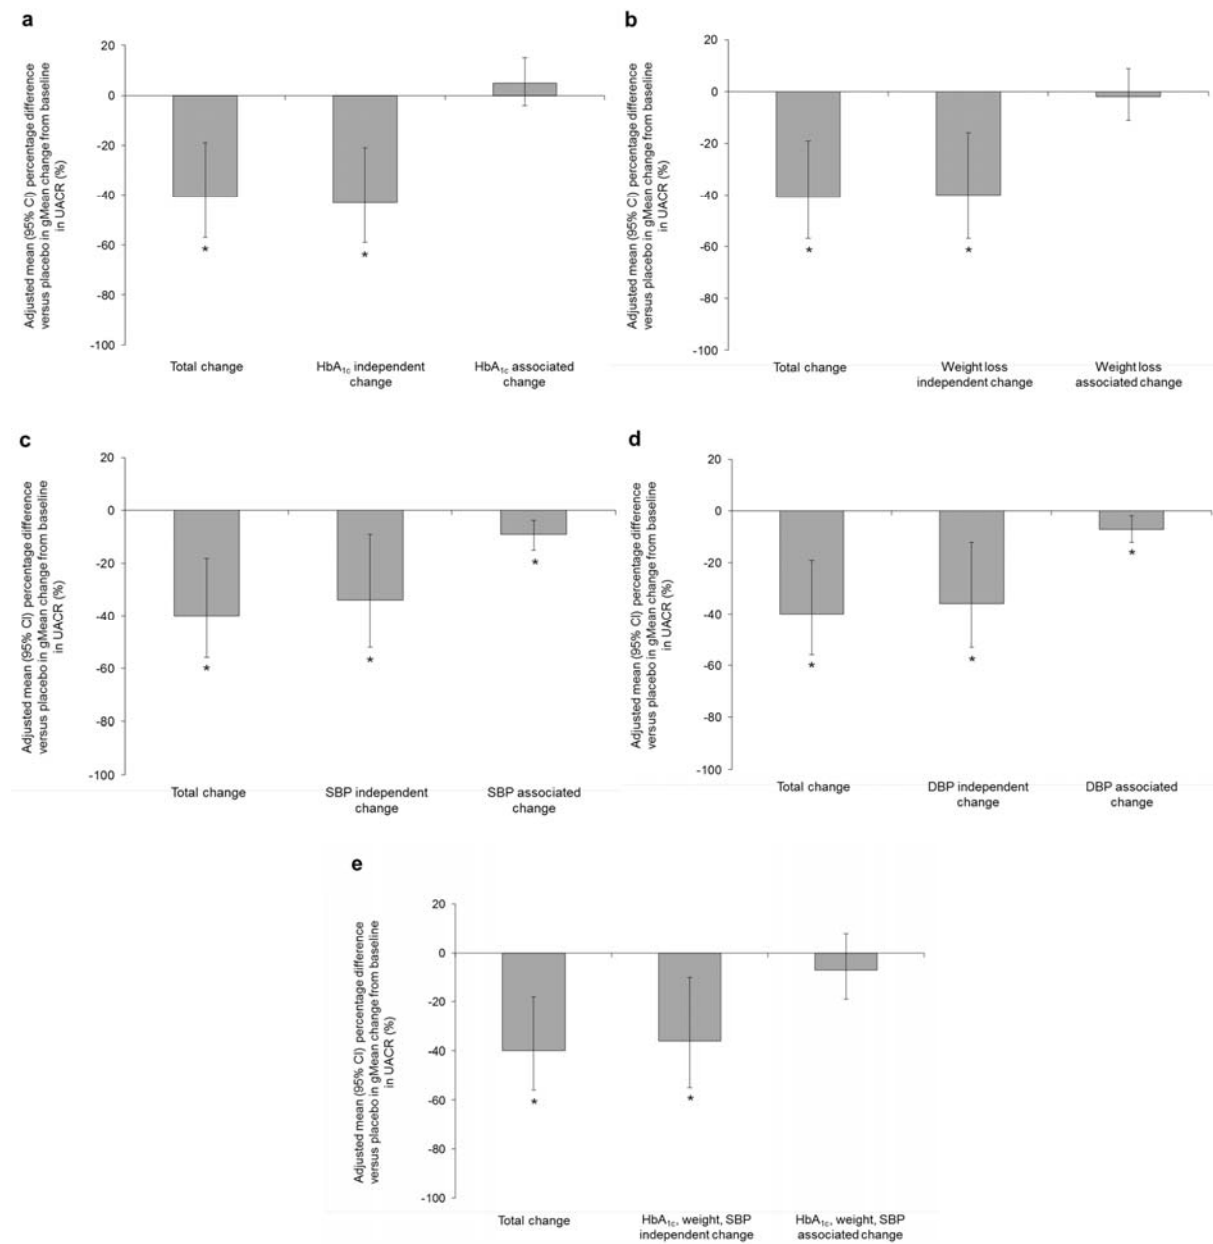 a
Adjusted mean (95% CI) percentage difference
versus placebo in gMean change from baseline
in UACR (%)
20
0
-20
-40
-60
-80
-100
*
*
Total change
HbA1c independent
change
HbA1c associated
change
b
Adjusted mean (95% CI) percentage difference
versus placebo in gMean change from baseline
in UACR (%)
20
0
-20
-40
-60
-80
-100
*
*
Total change
Weight loss
independent change
Weight loss
associated change
c
Adjusted mean (95% CI) percentage difference
versus placebo in gMean change from baseline
in UACR (%)
20
0
-20
-40
-60
-80
-100
*
*
*
Total change
SBP independent
change
SBP associated
change
d
Adjusted mean (95% CI) percentage difference
versus placebo in gMean change from baseline
in UACR (%)
20
0
-20
-40
-60
-80
-100
*
*
*
Total change
DBP independent
change
DBP associated
change
e
Adjusted mean (95% CI) percentage difference
versus placebo in gMean change from baseline
in UACR (%)
20
0
-20
-40
-60
-80
-100
*
*
Total change
HbA1c, weight, SBP
independent change
HbA1c, weight, SBP
associated change